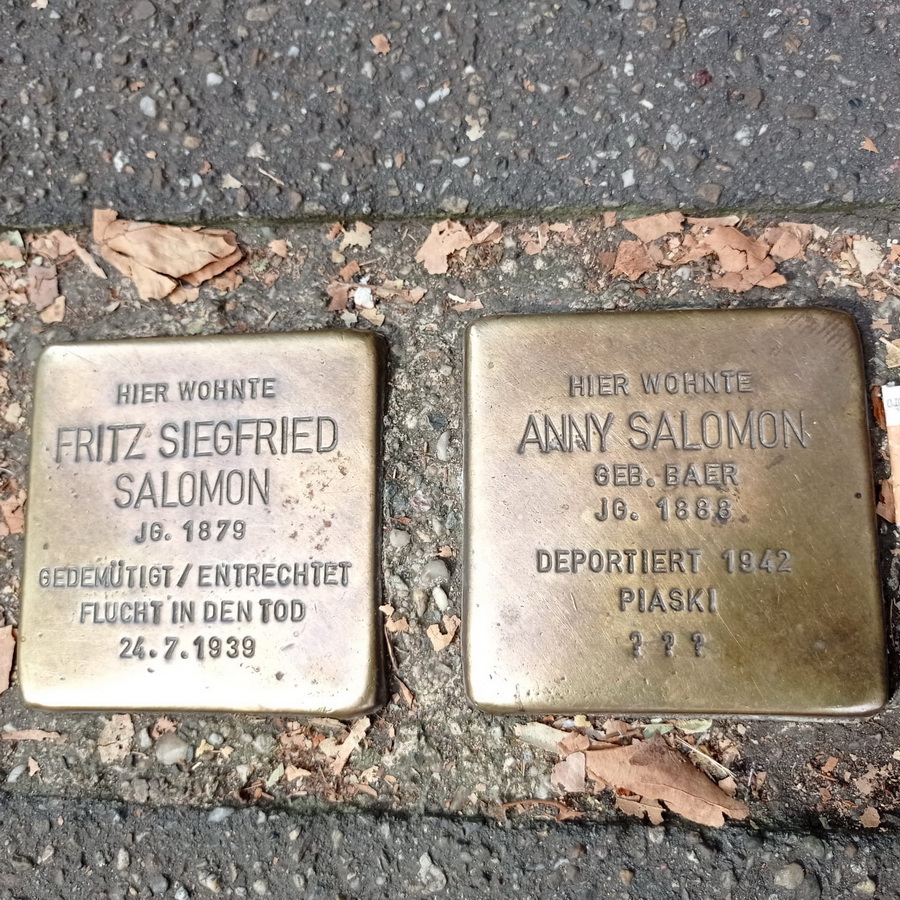 HIER WOHNTE
FRITZ SIEGFRIED
SALOMON
JG. 1879
GEDEMÜTIGT / ENTRECHTET
FLUCHT IN DEN TOD
24.7.1939
HIER WOHNTE
ANNY SALOMON
GEB. BAER
JG. 1888
DEPORTIERT 1942
PIASKI
? ? ?